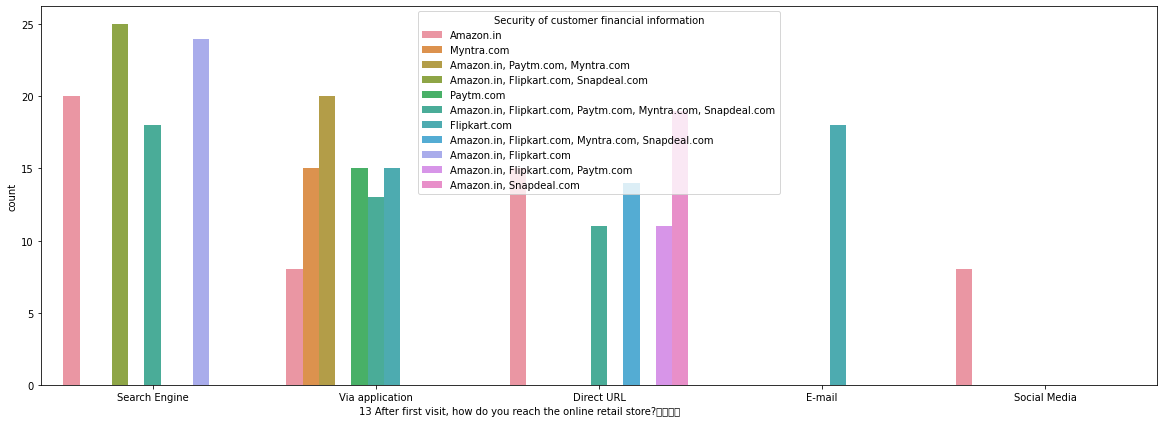 Security of customer financial information
Amazon.in
Myntra.com
Amazon.in, Paytm.com, Myntra.com
Amazon.in, Flipkart.com, Snapdeal.com
Paytm.com
Amazon.in, Flipkart.com, Paytm.com, Myntra.com, Snapdeal.com
Flipkart.com
Amazon.in, Flipkart.com, Myntra.com, Snapdeal.com
Amazon.in, Flipkart.com
Amazon.in, Flipkart.com, Paytm.com
Amazon.in, Snapdeal.com
25
20
15
10
5
0
count
Search Engine
Via application
Direct URL
E-mail
Social Media
13 After first visit, how do you reach the online retail store?